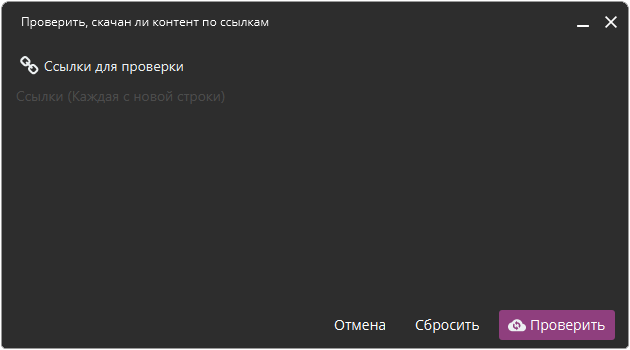 Проверить, скачан ли контент по ссылкам
Ссылки для проверки
Ссылки (Каждая с новой строки)
Отмена Сбросить Проверить